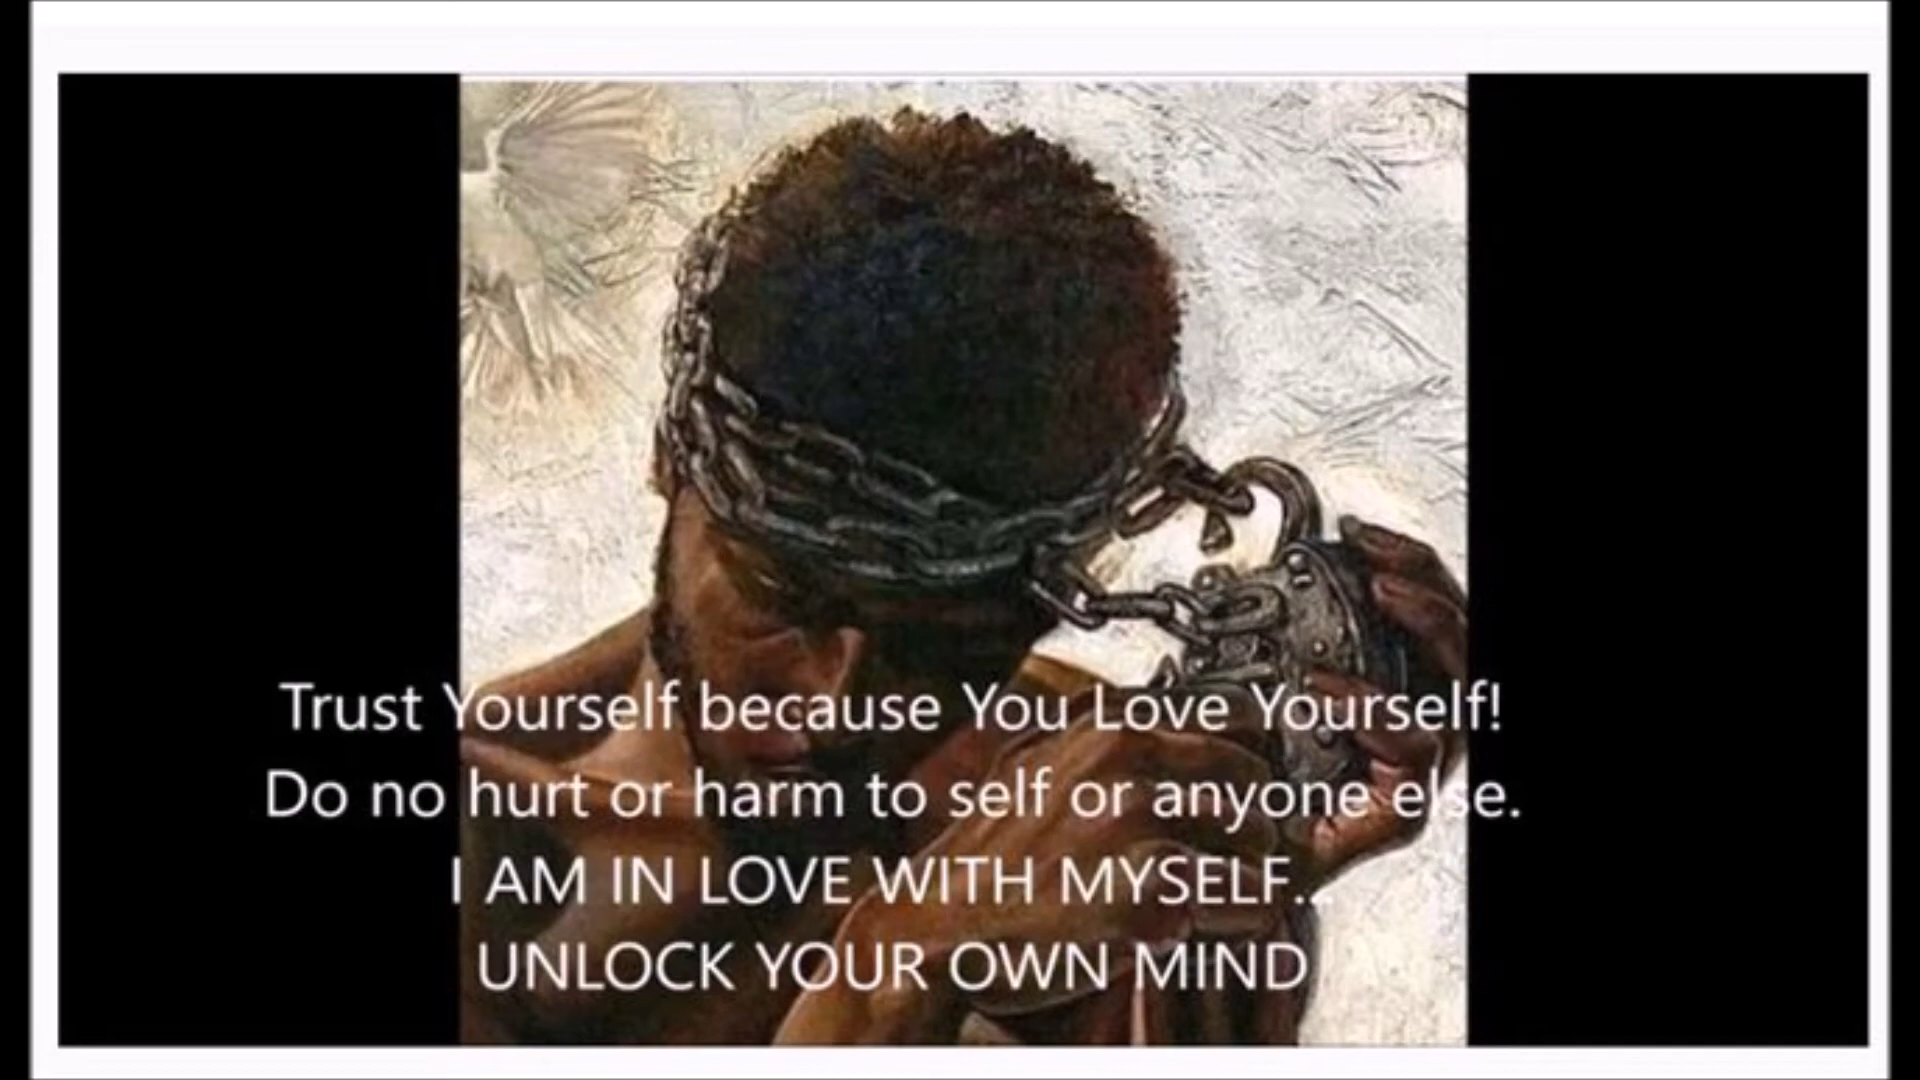 Trust Yourself because You Love Yourself!
Do no hurt or harm to self or anyone else.
I AM IN LOVE WITH MYSELF...
UNLOCK YOUR OWN MIND